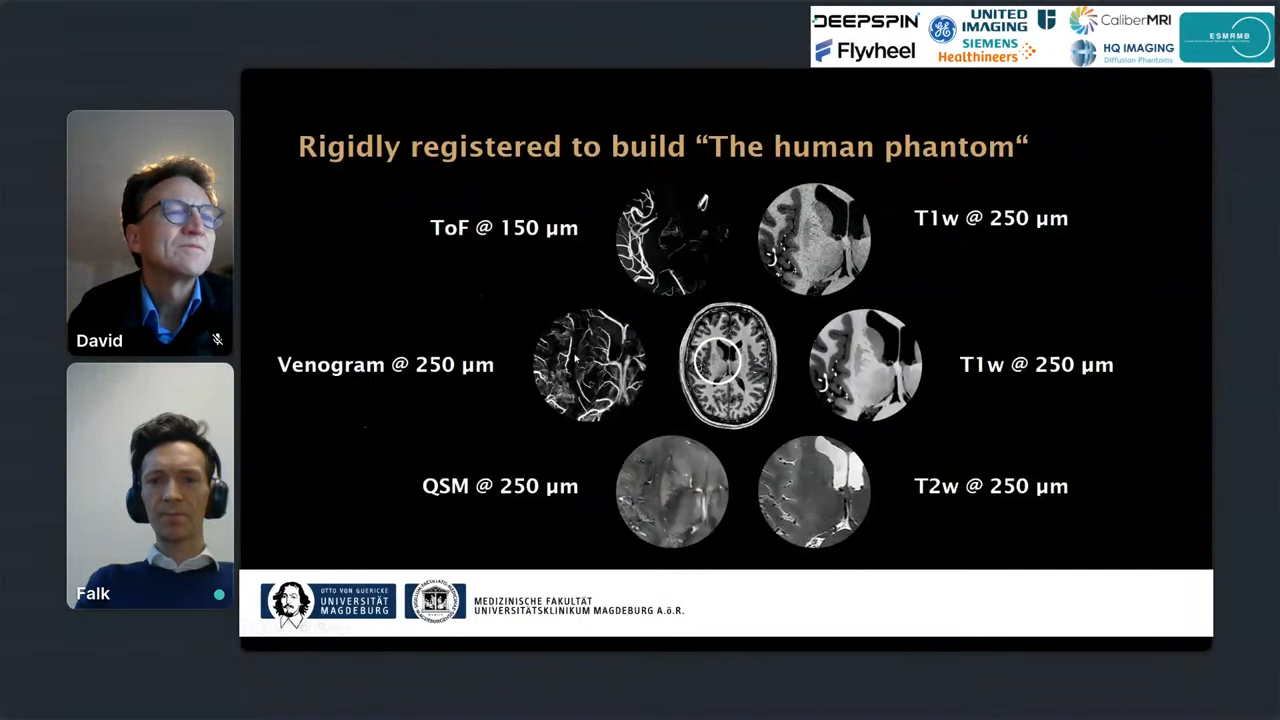 DEEPSPIN
UNITED
IMAGING
CaliberMRI
ESMRMB
Flywheel
SIEMENS
Healthineers
HQ IMAGING
Diffusion Phantoms
Rigidly registered to build “The human phantom“
ToF @ 150 µm
T1w @ 250 µm
Venogram @ 250 µm
T1w @ 250 µm
QSM @ 250 µm
T2w @ 250 µm
David
Falk
OTTO VON GUERICKE
UNIVERSITÄT
MAGDEBURG
MEDIZINISCHE FAKULTÄT
UNIVERSITÄTSKLINIKUM MAGDEBURG A.ö.R.